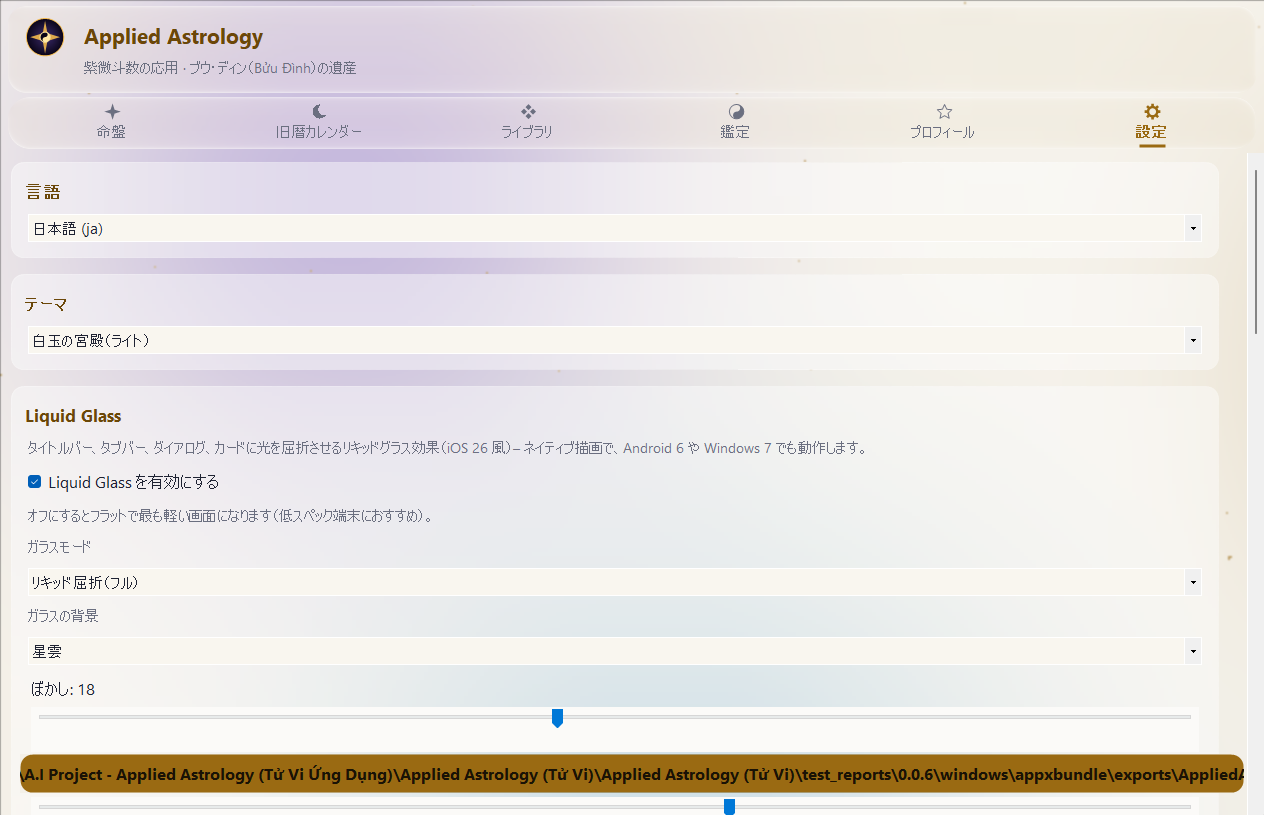 Applied Astrology
紫微斗数の応用 · ブウ・ディン(Bửu Đình)の遺産
命盤
旧暦カレンダー
ライブラリ
鑑定
プロフィール
設定
言語
日本語 (ja)
テーマ
白玉の宮殿(ライト)
Liquid Glass
タイトルバー、タブバー、ダイアログ、カードに光を屈折させるリキッドグラス効果(iOS 26 風) – ネイティブ描画で、Android 6 や Windows 7 でも動作します。
Liquid Glass を有効にする
オフにするとフラットで最も軽い画面になります(低スペック端末におすすめ)。
ガラスモード
リキッド屈折(フル)
ガラスの背景
星雲
ぼかし: 18
\A.I Project - Applied Astrology (Tử Vi Ứng Dụng)\Applied Astrology (Tử Vi)\Applied Astrology (Tử Vi)\test_reports\0.0.6\windows\appxbundle\exports\Applied